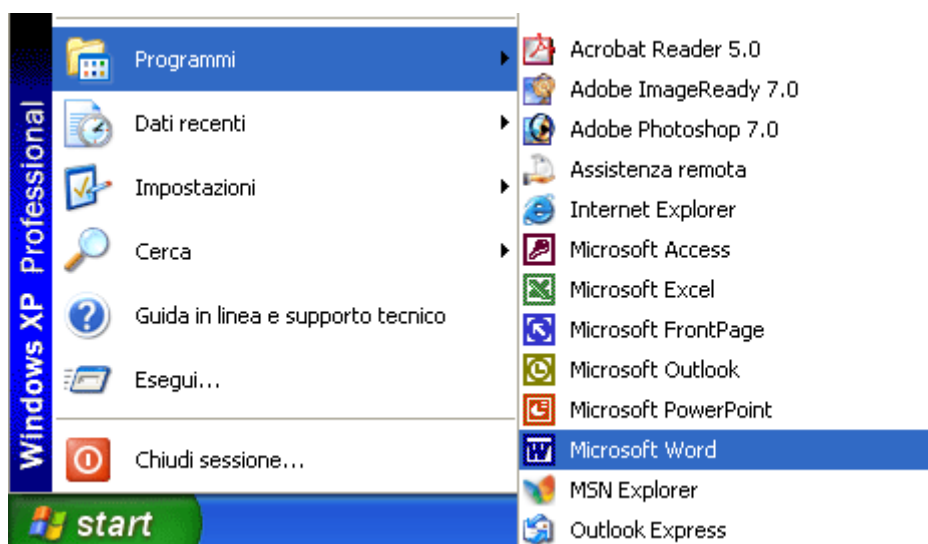 Windows XP Professional
Programmi
Dati recenti
Impostazioni
Cerca
Guida in linea e supporto tecnico
Esegui...
Chiudi sessione...
start
Acrobat Reader 5.0
Adobe ImageReady 7.0
Adobe Photoshop 7.0
Assistenza remota
Internet Explorer
Microsoft Access
Microsoft Excel
Microsoft FrontPage
Microsoft Outlook
Microsoft PowerPoint
Microsoft Word
MSN Explorer
Outlook Express